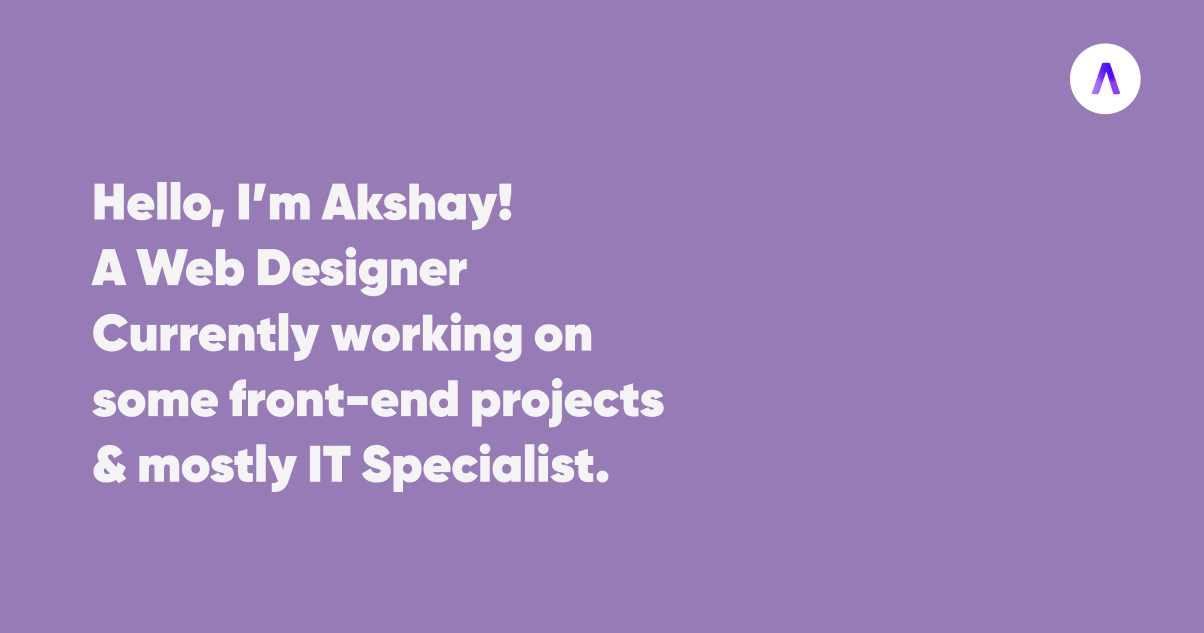 Hello, I’m Akshay!
A Web Designer
Currently working on
some front-end projects
& mostly IT Specialist.